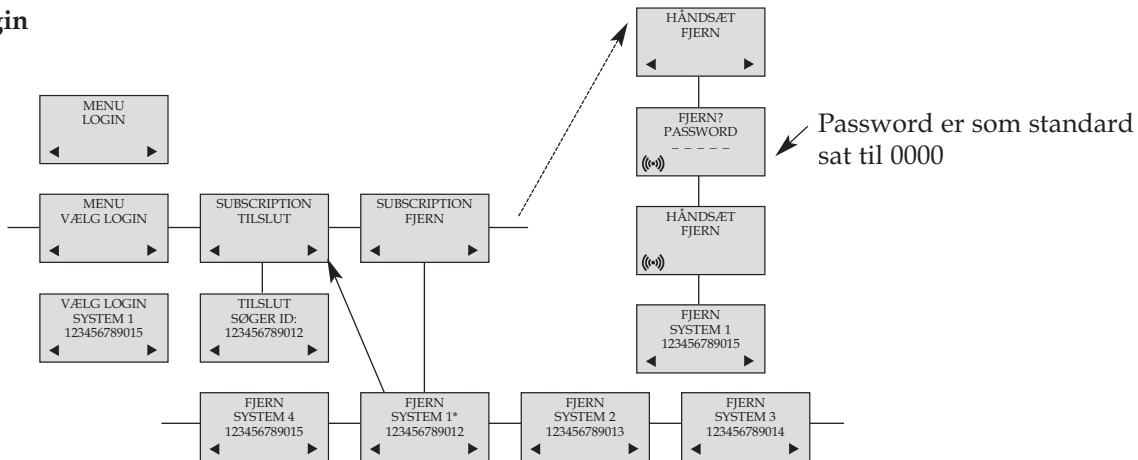 gin
MENU
LOGIN
MENU
VÆLG LOGIN
SUBSCRIPTION
TILSLUT
SUBSCRIPTION
FJERN
VÆLG LOGIN
SYSTEM 1
123456789015
TILSLUT
SØGER ID:
123456789012
FJERN
SYSTEM 4
123456789015
FJERN
SYSTEM 1*
123456789012
FJERN
SYSTEM 2
123456789013
FJERN
SYSTEM 3
123456789014
HÅNDSÆT
FJERN
FJERN?
PASSWORD
_ _ _ _ _
Password er som standard
sat til 0000
HÅNDSÆT
FJERN
FJERN
SYSTEM 1
123456789015